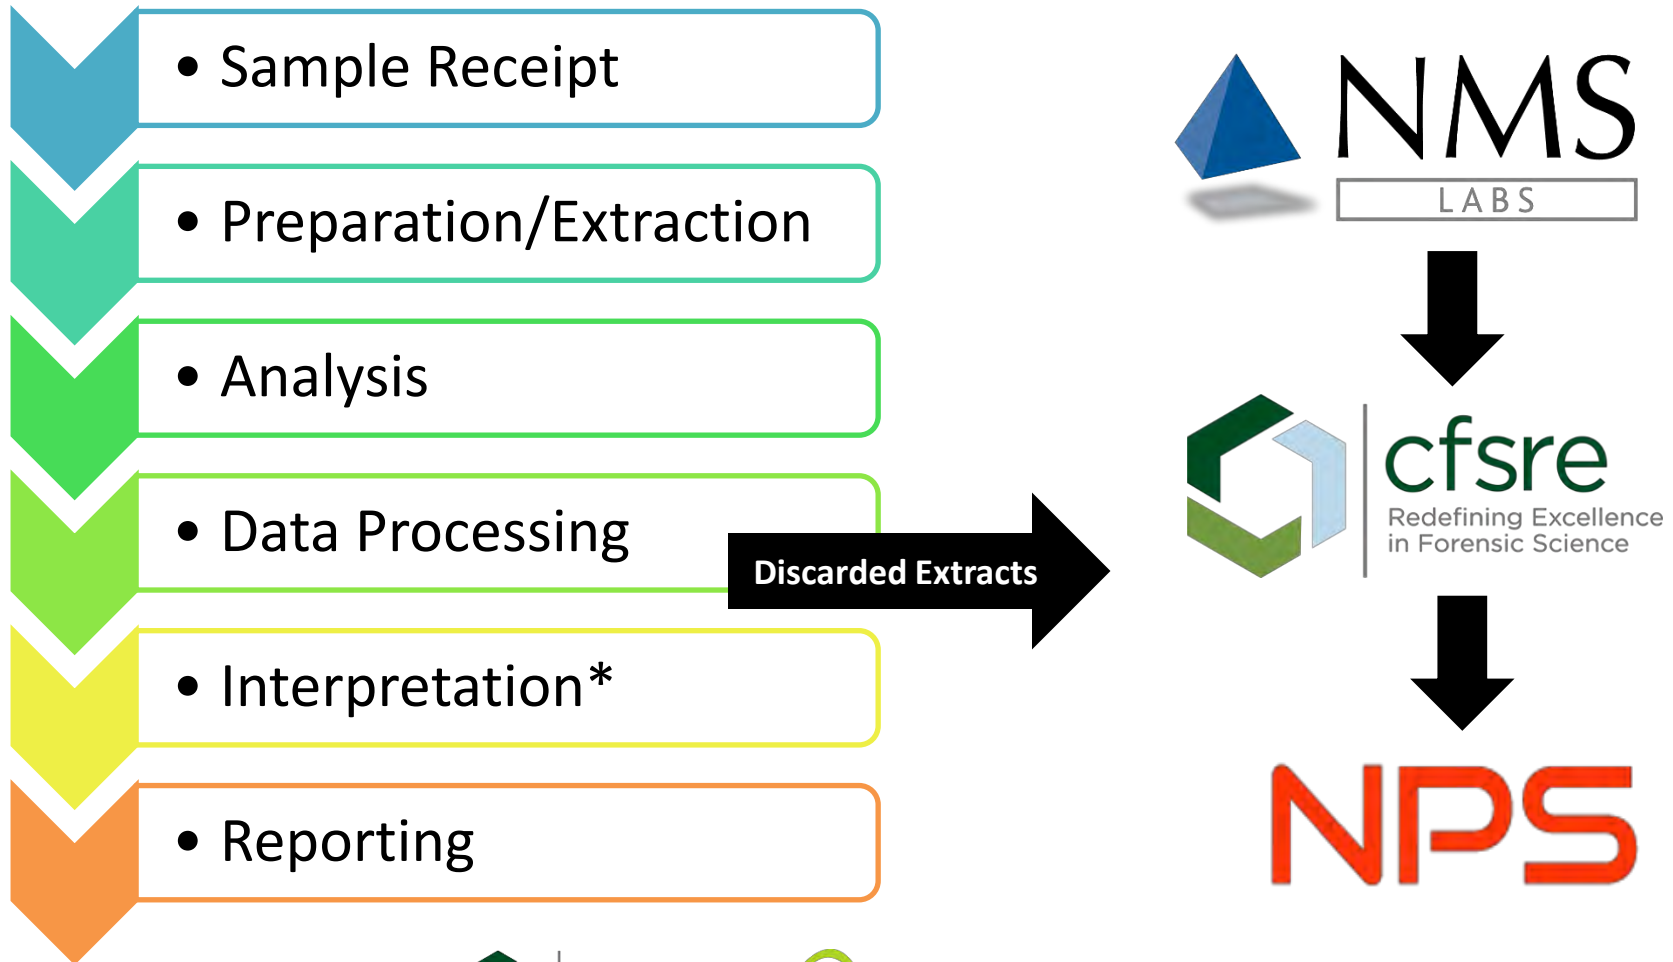 • Sample Receipt
• Preparation/Extraction
• Analysis
• Data Processing
• Interpretation*
• Reporting
Discarded Extracts
NMS
LABS
cfsre
Redefining Excellence
in Forensic Science
NPS